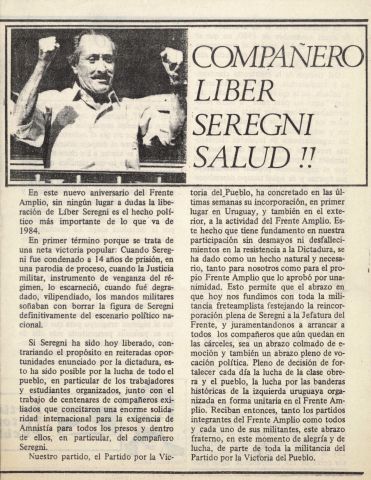 COMPAÑERO
LIBER
SEREGNI
SALUD !!
En este nuevo aniversario del Frente
Amplio, sin ningún lugar a dudas la libe-
ración de Líber Seregni es el hecho polí-
tico más importante de lo que va de
1984.
En primer término porque se trata de
una neta victoria popular: Cuando Sereg-
ni fue condenado a 14 años de prisión, en
una parodia de proceso, cuando la Justicia
militar, instrumento de venganza del ré-
gimen, lo escarneció, cuando fue degra-
dado, vilipendiado, los mandos militares
soñaban con borrar la figura de Seregni
definitivamente del escenario político na-
cional.
Si Seregni ha sido hoy liberado, con-
trariando el propósito en reiteradas opor-
tunidades enunciado por la dictadura, es-
to ha sido posible por la lucha de todo el
pueblo, en particular de los trabajadores
y estudiantes organizados, junto con el
trabajo de centenares de compañeros exi-
liados que concitaron una enorme solida-
ridad internacional para la exigencia de
Amnistía para todos los presos y dentro
de ellos, en particular, del compañero
Seregni.
Nuestro partido, el Partido por la Vic-
toria del Pueblo, ha concretado en las úl-
timas semanas su incorporación, en primer
lugar en Uruguay, y también en el exte-
rior, a la actividad del Frente Amplio. Es-
te hecho que tiene fundamento en nuestra
participación sin desmayos ni desfalleci-
mientos en la resistencia a la Dictadura, se
ha dado como un hecho natural y necesa-
rio, tanto para nosotros como para el pro-
pio Frente Amplio que lo aprobó por una-
nimidad. Esto permite que el abrazo en
que hoy nos fundimos con toda la mili-
tancia frenteamplista festejando la reincor-
poración plena de Seregni a la Jefatura del
Frente, y juramentandonos a arrancar a
todos los compañeros que aún quedan en
las cárceles, sea un abrazo colmado de e-
moción y también un abrazo pleno de vo-
cación política. Pleno de decisión de for-
talecer cada día la lucha de la clase obre-
ra y el pueblo, la lucha por las banderas
históricas de la izquierda uruguaya orga-
nizada en forma unitaria en el Frente Am-
plio. Reciban entonces, tanto los partidos
integrantes del Frente Amplio como todos
y cada uno de sus militantes, este abrazo
fraterno, en este momento de alegría y de
lucha, de parte de toda la militancia del
Partido por la Victoria del Pueblo.